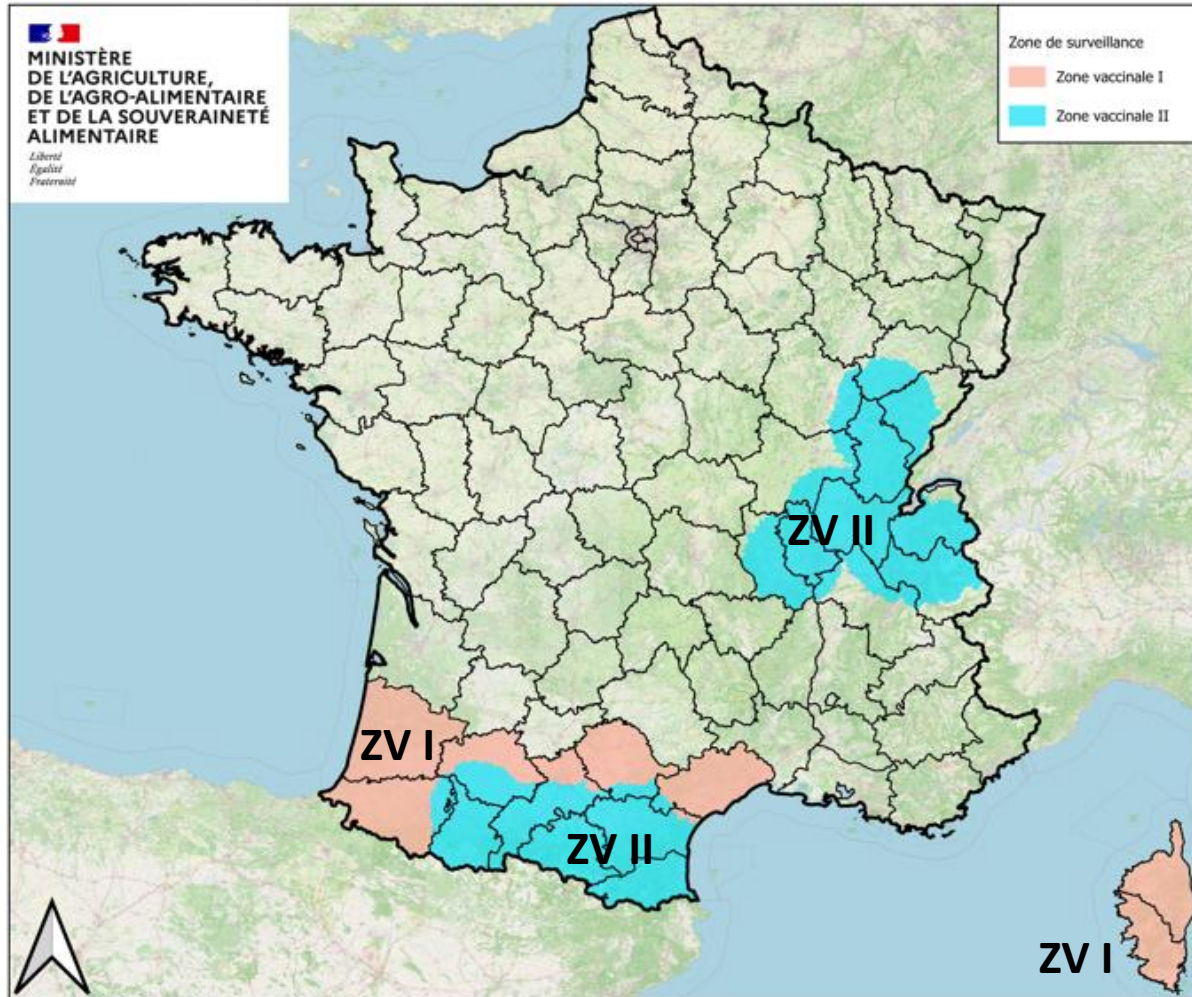 MINISTÈRE
DE L'AGRICULTURE,
DE L'AGRO-ALIMENTAIRE
ET DE LA SOUVERAINETÉ
ALIMENTAIRE
Liberté
Égalité
Fraternité
Zone de surveillance
Zone vaccinale I
Zone vaccinale II
ZV II
ZV I
ZV II
ZV I